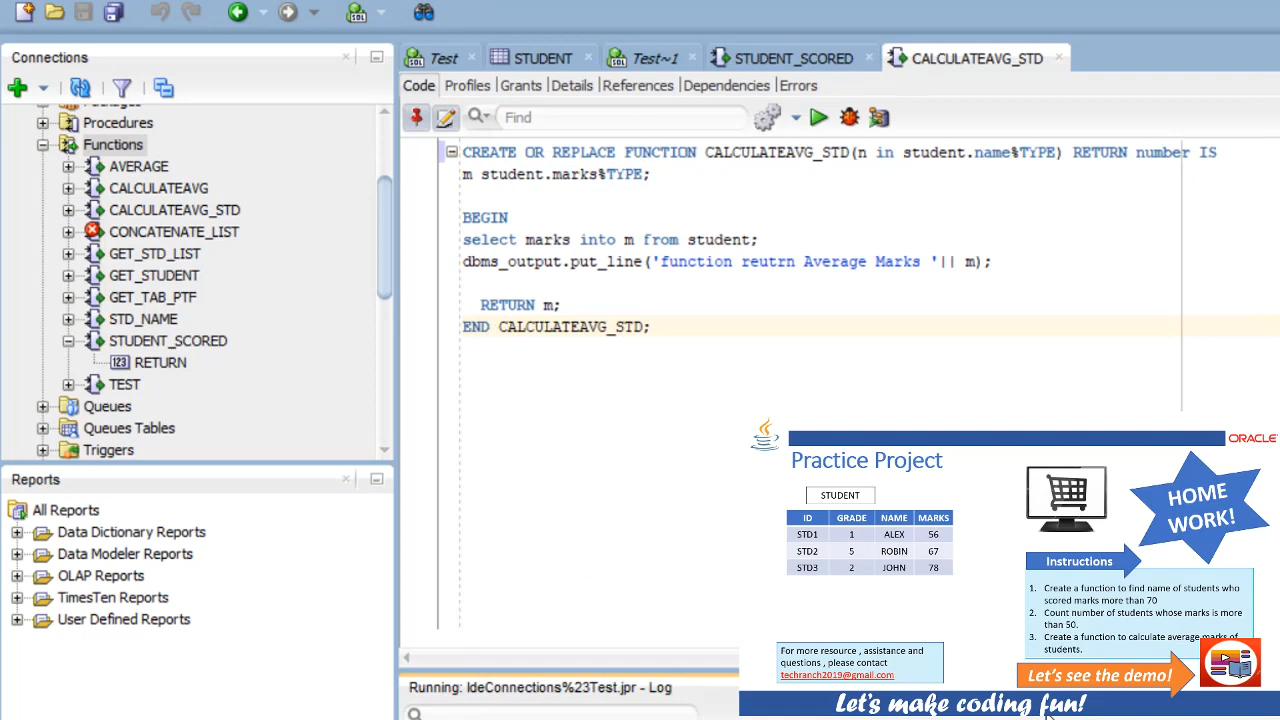 Connections
Procedures
Functions
AVERAGE
CALCULATEAVG
CALCULATEAVG_STD
CONCATENATE_LIST
GET_STD_LIST
GET_STUDENT
GET_TAB_PTF
STD_NAME
STUDENT_SCORED
RETURN
TEST
Queues
Queues Tables
Triggers
Reports
All Reports
Data Dictionary Reports
Data Modeler Reports
OLAP Reports
TimesTen Reports
User Defined Reports
Test STUDENT Test~1 STUDENT_SCORED CALCULATEAVG_STD
Code Profiles Grants Details References Dependencies Errors
Find
CREATE OR REPLACE FUNCTION CALCULATEAVG_STD(n in student.name%TYPE) RETURN number IS
m student.marks%TYPE;
BEGIN
select marks into m from student;
dbms_output.put_line('function reutrn Average Marks '|| m);
RETURN m;
END CALCULATEAVG_STD;
Running: IdeConnections%23Test.jpr - Log
ORACLE
Practice Project
STUDENT
ID GRADE NAME MARKS
STD1 1 ALEX 56
STD2 5 ROBIN 67
STD3 2 JOHN 78
HOME
WORK!
Instructions
1. Create a function to find name of students who
scored marks more than 70
2. Count number of students whose marks is more
than 50.
3. Create a function to calculate average marks of
students.
For more resource , assistance and
questions , please contact
techranch2019@gmail.com
Let's see the demo!
Let's make coding fun!